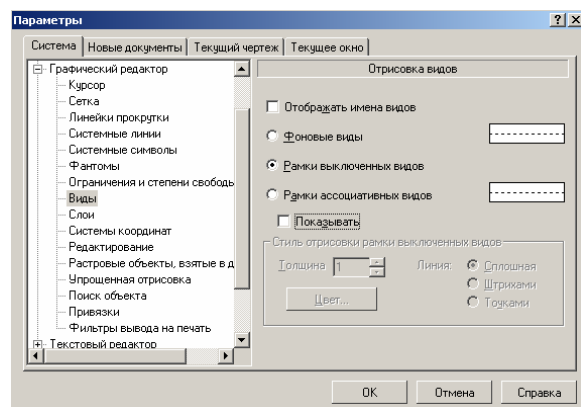 Параметры
Система Новые документы Текущий чертеж Текущее окно
Графический редактор
Курсор
Сетка
Линейки прокрутки
Системные линии
Системные символы
Фантомы
Ограничения и степени свободы
Виды
Слои
Системы координат
Редактирование
Растровые объекты, взятые в д
Упрощенная отрисовка
Поиск объекта
Привязки
Фильтры вывода на печать
Текстовый редактор
Отрисовка видов
Отображать имена видов
Фоновые виды
Рамки выключенных видов
Рамки ассоциативных видов
Показывать
Стиль отрисовки рамки выключенных видов
Толщина 1 Линия: Сплошная
Штрихами
Цвет... Точками
OK Отмена Справка